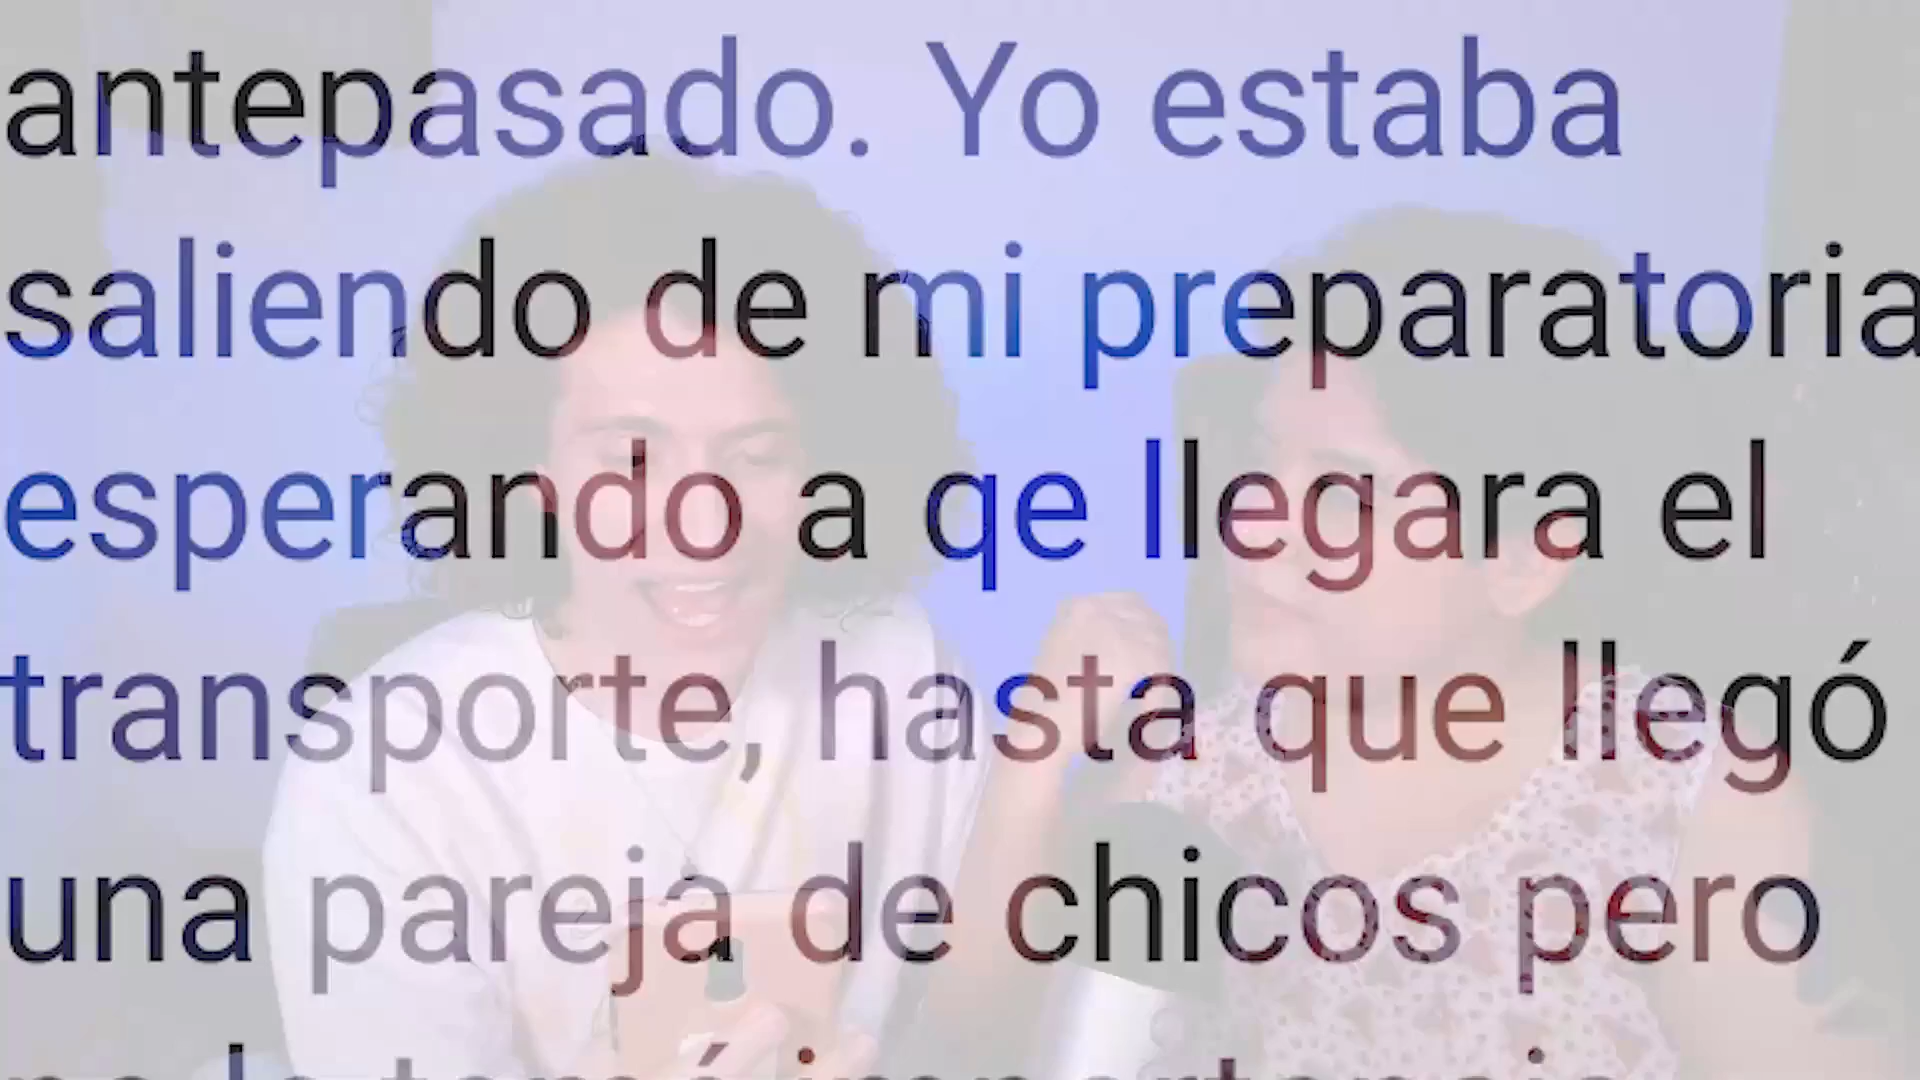 antepasado. Yo estaba
saliendo de mi preparatoria
esperando a qe llegara el
transporte, hasta que llegó
una pareja de chicos pero